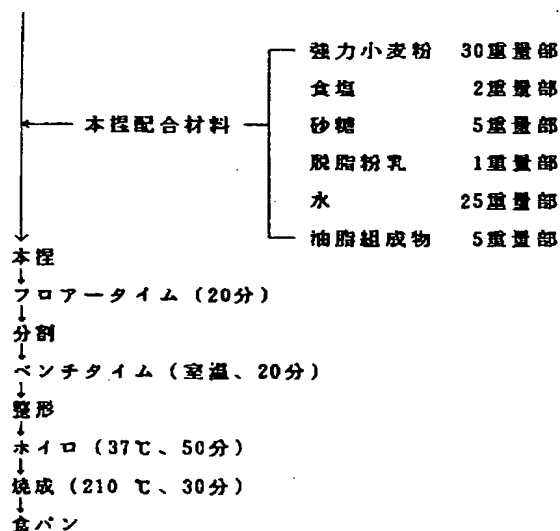 強力小麦粉 30重量部
食塩 2重量部
本捏配合材料 砂糖 5重量部
脱脂粉乳 1重量部
水 25重量部
油脂組成物 5重量部
本捏
フロアータイム（20分）
分割
ベンチタイム（室温、20分）
整形
ホイロ（37℃、50分）
焼成（210 ℃、30分）
食パン